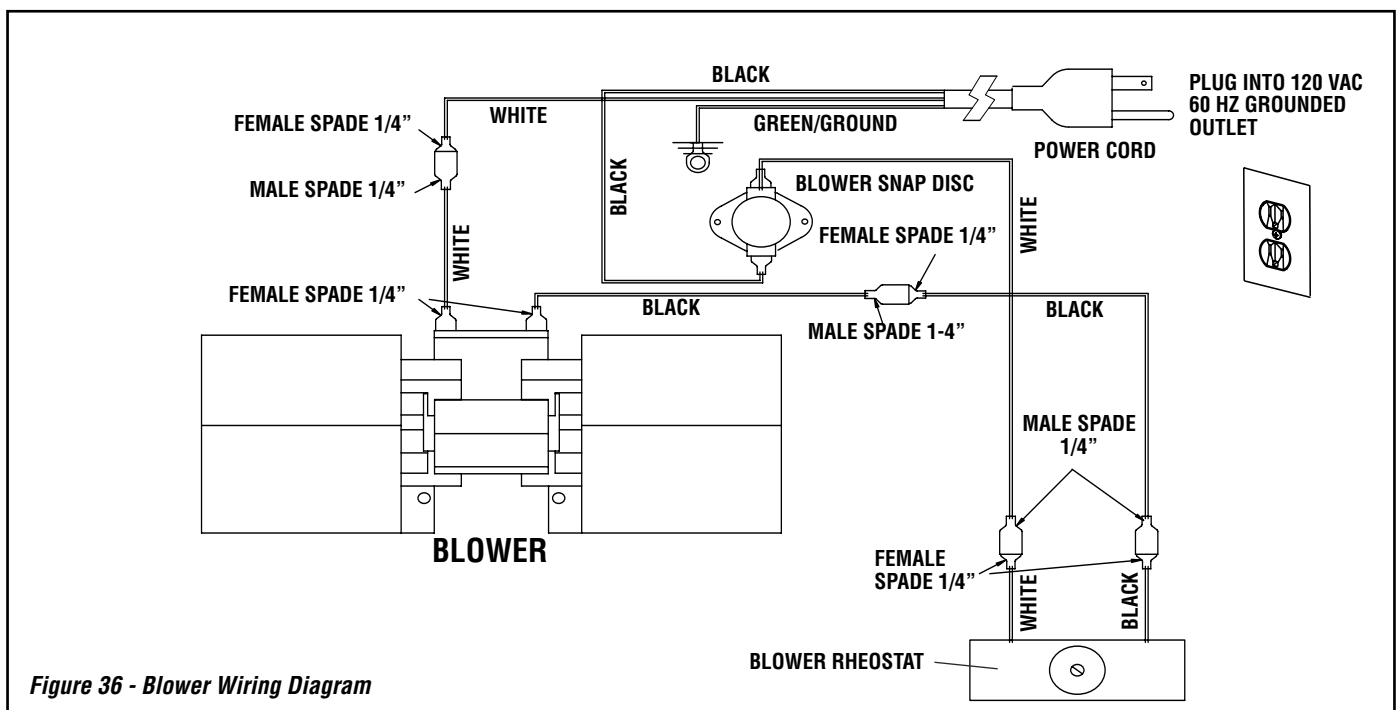 BLACK
PLUG INTO 120 VAC
60 HZ GROUNDED
OUTLET
WHITE
FEMALE SPADE 1/4”
GREEN/GROUND
POWER CORD
MALE SPADE 1/4”
BLACK
BLOWER SNAP DISC
WHITE
FEMALE SPADE 1/4”
WHITE
FEMALE SPADE 1/4”
BLACK
BLACK
MALE SPADE 1-4”
MALE SPADE
1/4”
BLOWER
FEMALE
SPADE 1/4”
WHITE
BLACK
BLOWER RHEOSTAT
Figure 36 - Blower Wiring Diagram